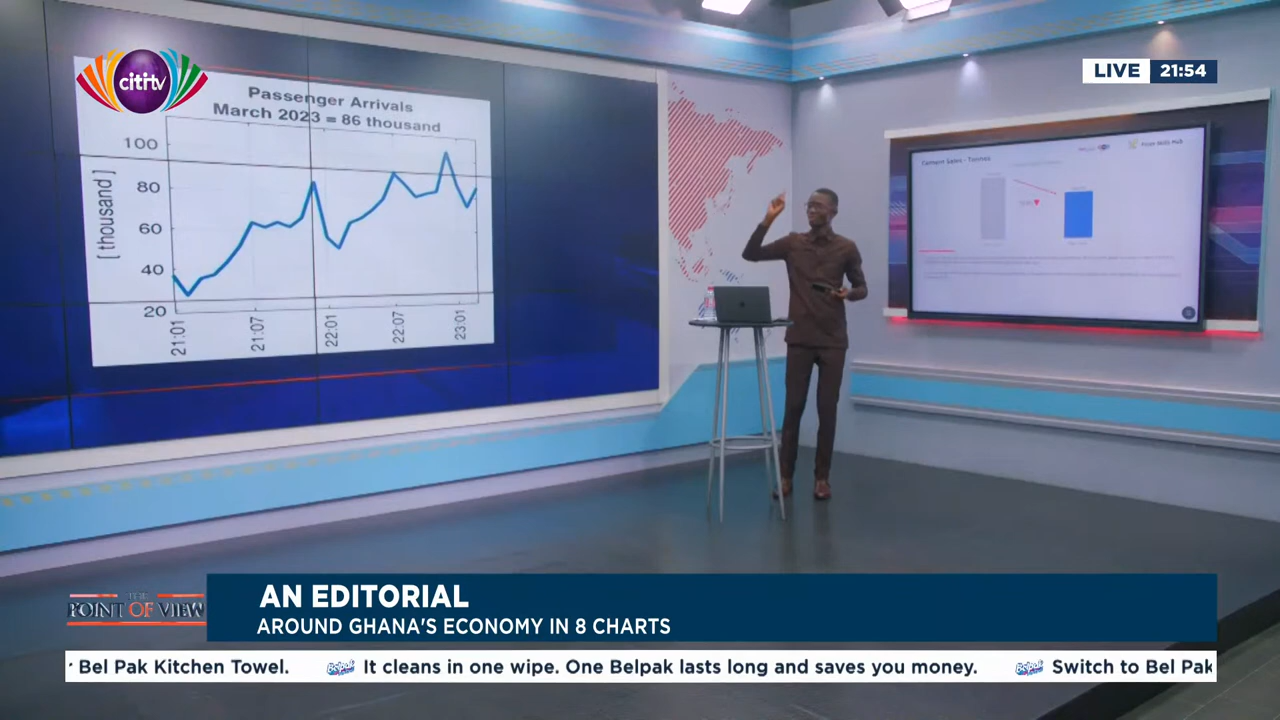 citi tv
Passenger Arrivals
March 2023 = 86 thousand
[thousand]
100
80
60
40
20
21:01
21:07
22:01
22:07
23:01
LIVE 21:54
Cement Sales - Tonnes
THE
POINT OF VIEW
AN EDITORIAL
AROUND GHANA'S ECONOMY IN 8 CHARTS
Bel Pak Kitchen Towel. Belpak It cleans in one wipe. One Belpak lasts long and saves you money. Belpak Switch to Bel Pak